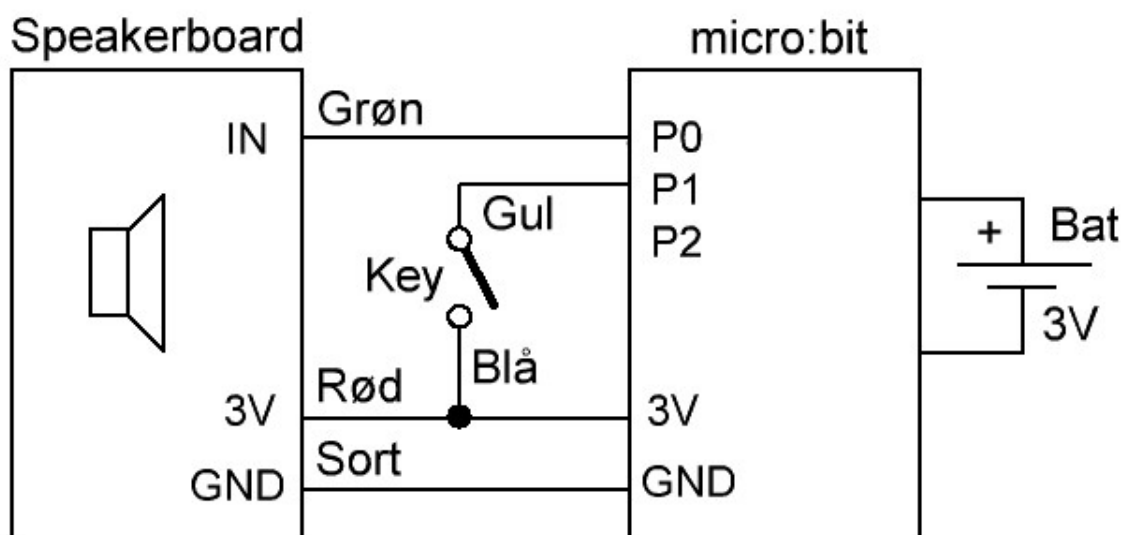 Speakerboard
micro:bit
Grøn
IN
P0
P1
Gul
P2
+
Bat
Key
3V
Blå
Rød
3V
3V
Sort
GND
GND